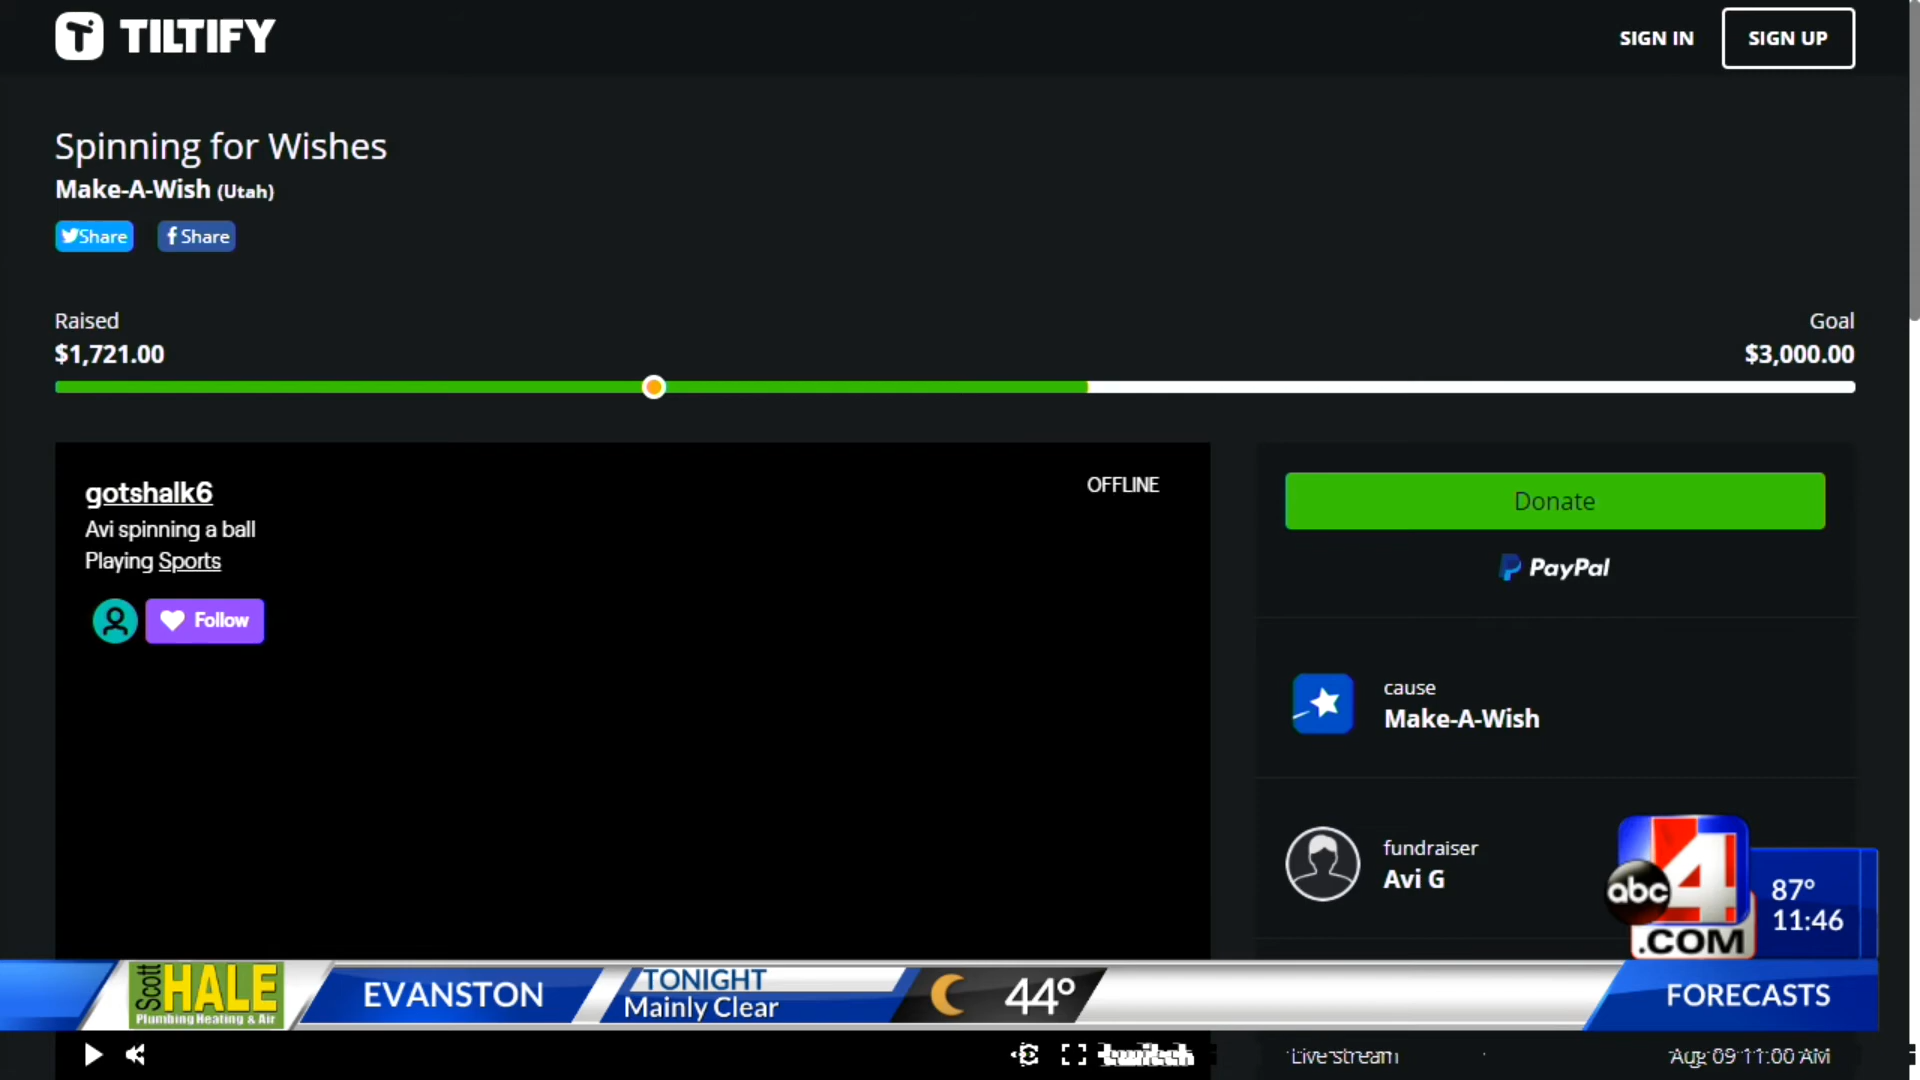 TILTIFY
SIGN IN
SIGN UP
Spinning for Wishes
Make-A-Wish (Utah)
Share
Share
Raised
Goal
$1,721.00
$3,000.00
gotshalk6
OFFLINE
Avi spinning a ball
Playing Sports
Follow
Donate
PayPal
cause
Make-A-Wish
fundraiser
Avi G
abc 4
.COM
87°
11:46
Scott HALE
Plumbing Heating & Air
EVANSTON
TONIGHT
Mainly Clear
44°
FORECASTS
twitch
Live stream
Aug 09 11:00 AM